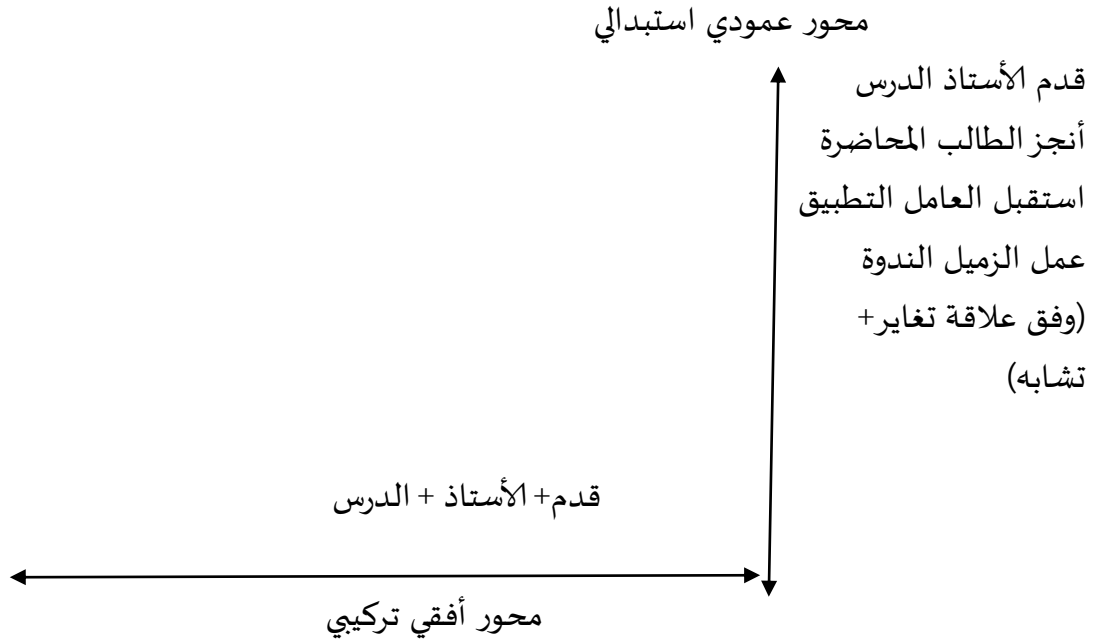 محور عمودي استبدالي
قدم الأستاذ الدرس
أنجز الطالب المحاضرة
استقبل العامل التطبيق
عمل الزميل الندوة
(وفق علاقة تغاير+
تشابه)
قدم+ الأستاذ + الدرس
محور أفقي تركيبي